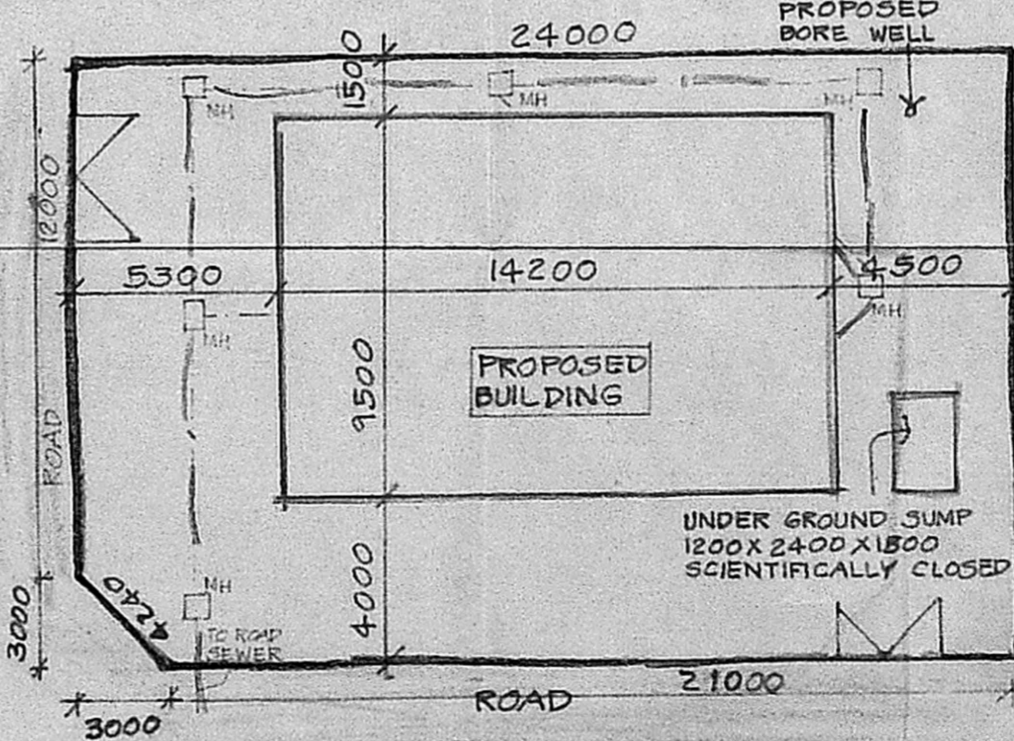 PROPOSED
BORE WELL
24000
1500
MH
MH
MH
12000
5300
14200
4500
MH
MH
PROPOSED
BUILDING
9500
ROAD
UNDER GROUND SUMP
1200 X 2400 X 1800
SCIENTIFICALLY CLOSED
4240
MH
4000
3000
TO ROAD
SEWER
21000
ROAD
3000